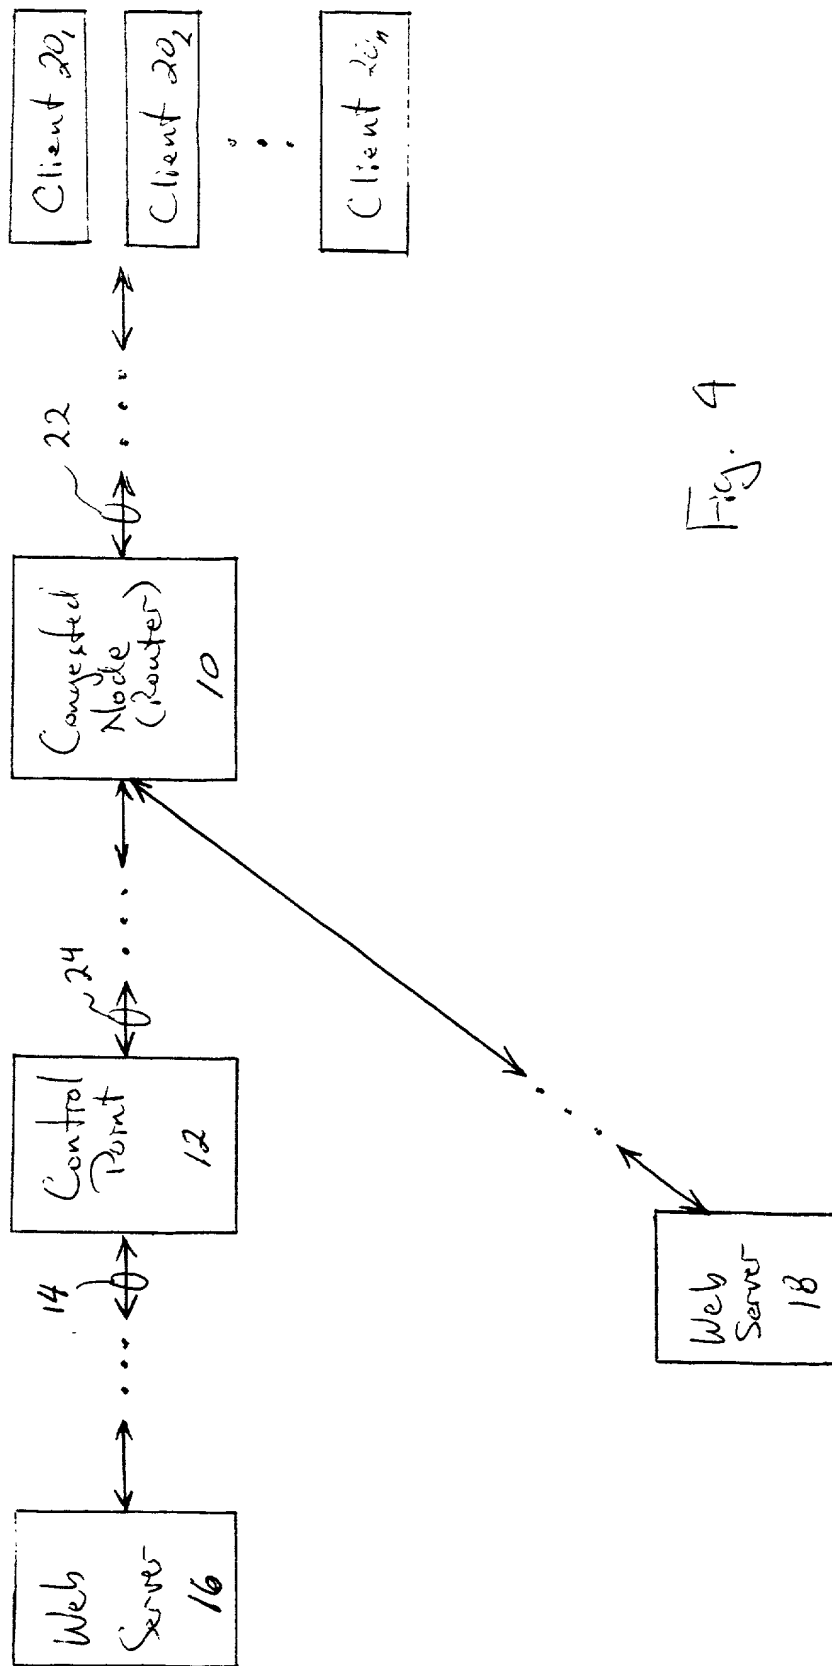 Web
Server
16
14
Control
Point
12
24
Congested
Node
(Router)
10
22
Client 20₁
Client 20₂
Client 20ₙ
Web
Server
18
Fig. 4